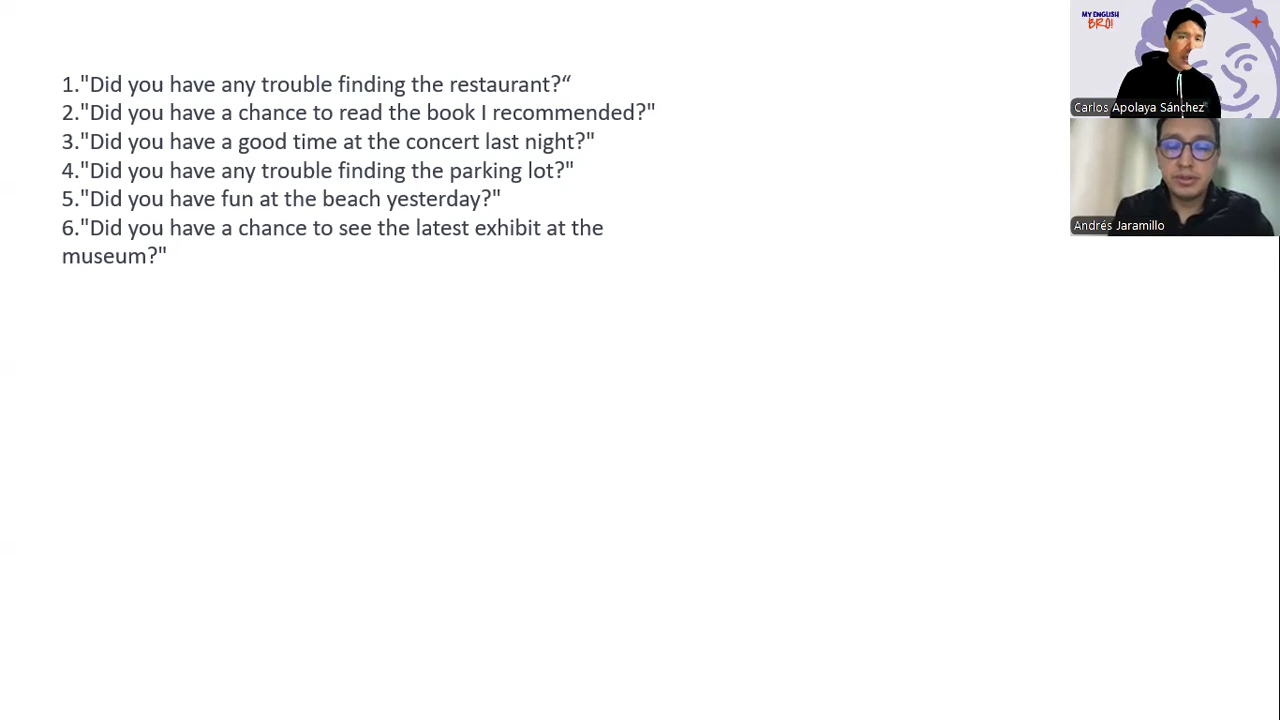 1."Did you have any trouble finding the restaurant?“
2."Did you have a chance to read the book I recommended?"
3."Did you have a good time at the concert last night?"
4."Did you have any trouble finding the parking lot?"
5."Did you have fun at the beach yesterday?"
6."Did you have a chance to see the latest exhibit at the
museum?"
MY ENGLISH
BRO!
Carlos Apolaya Sánchez
Andrés Jaramillo